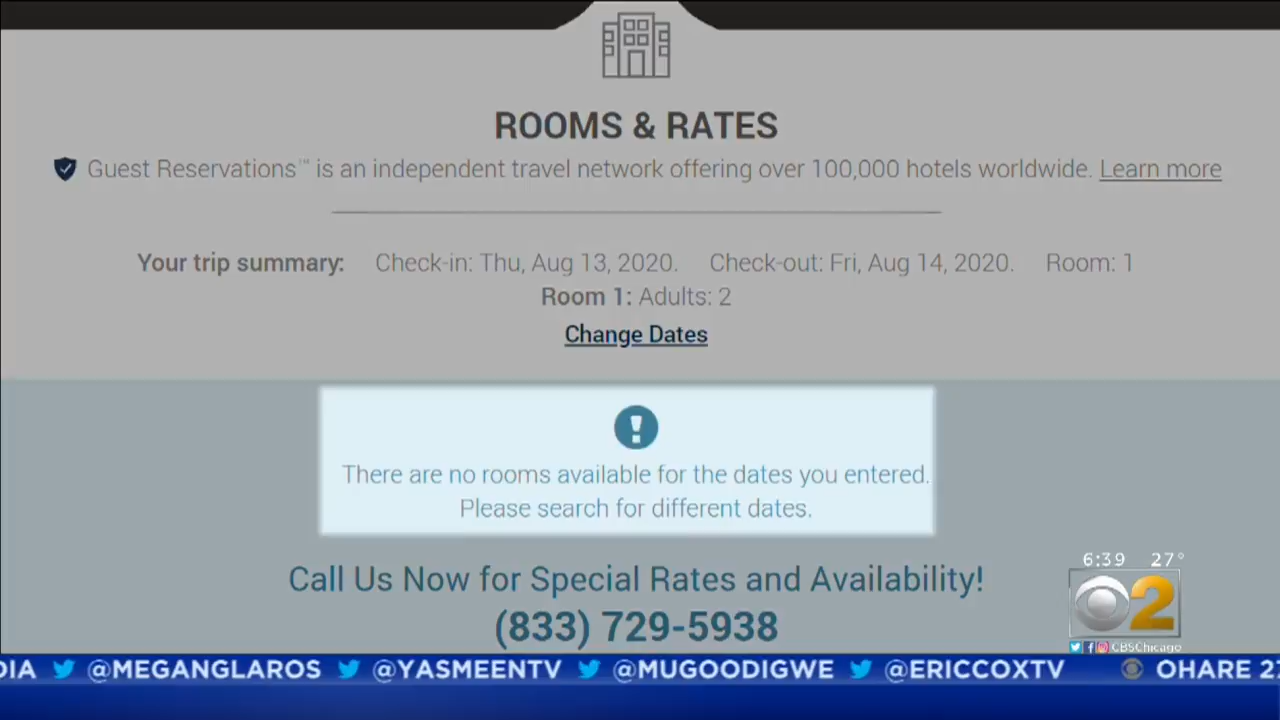 ROOMS & RATES
Guest Reservations™ is an independent travel network offering over 100,000 hotels worldwide. Learn more
Your trip summary: Check-in: Thu, Aug 13, 2020. Check-out: Fri, Aug 14, 2020. Room: 1
Room 1: Adults: 2
Change Dates
There are no rooms available for the dates you entered.
Please search for different dates.
Call Us Now for Special Rates and Availability!
(833) 729-5938
6:39 27°
2
CBSChicago
DIA @MEGANGLAROS @YASMEENTV @MUGOODIGWE @ERICCOXTV OHARE